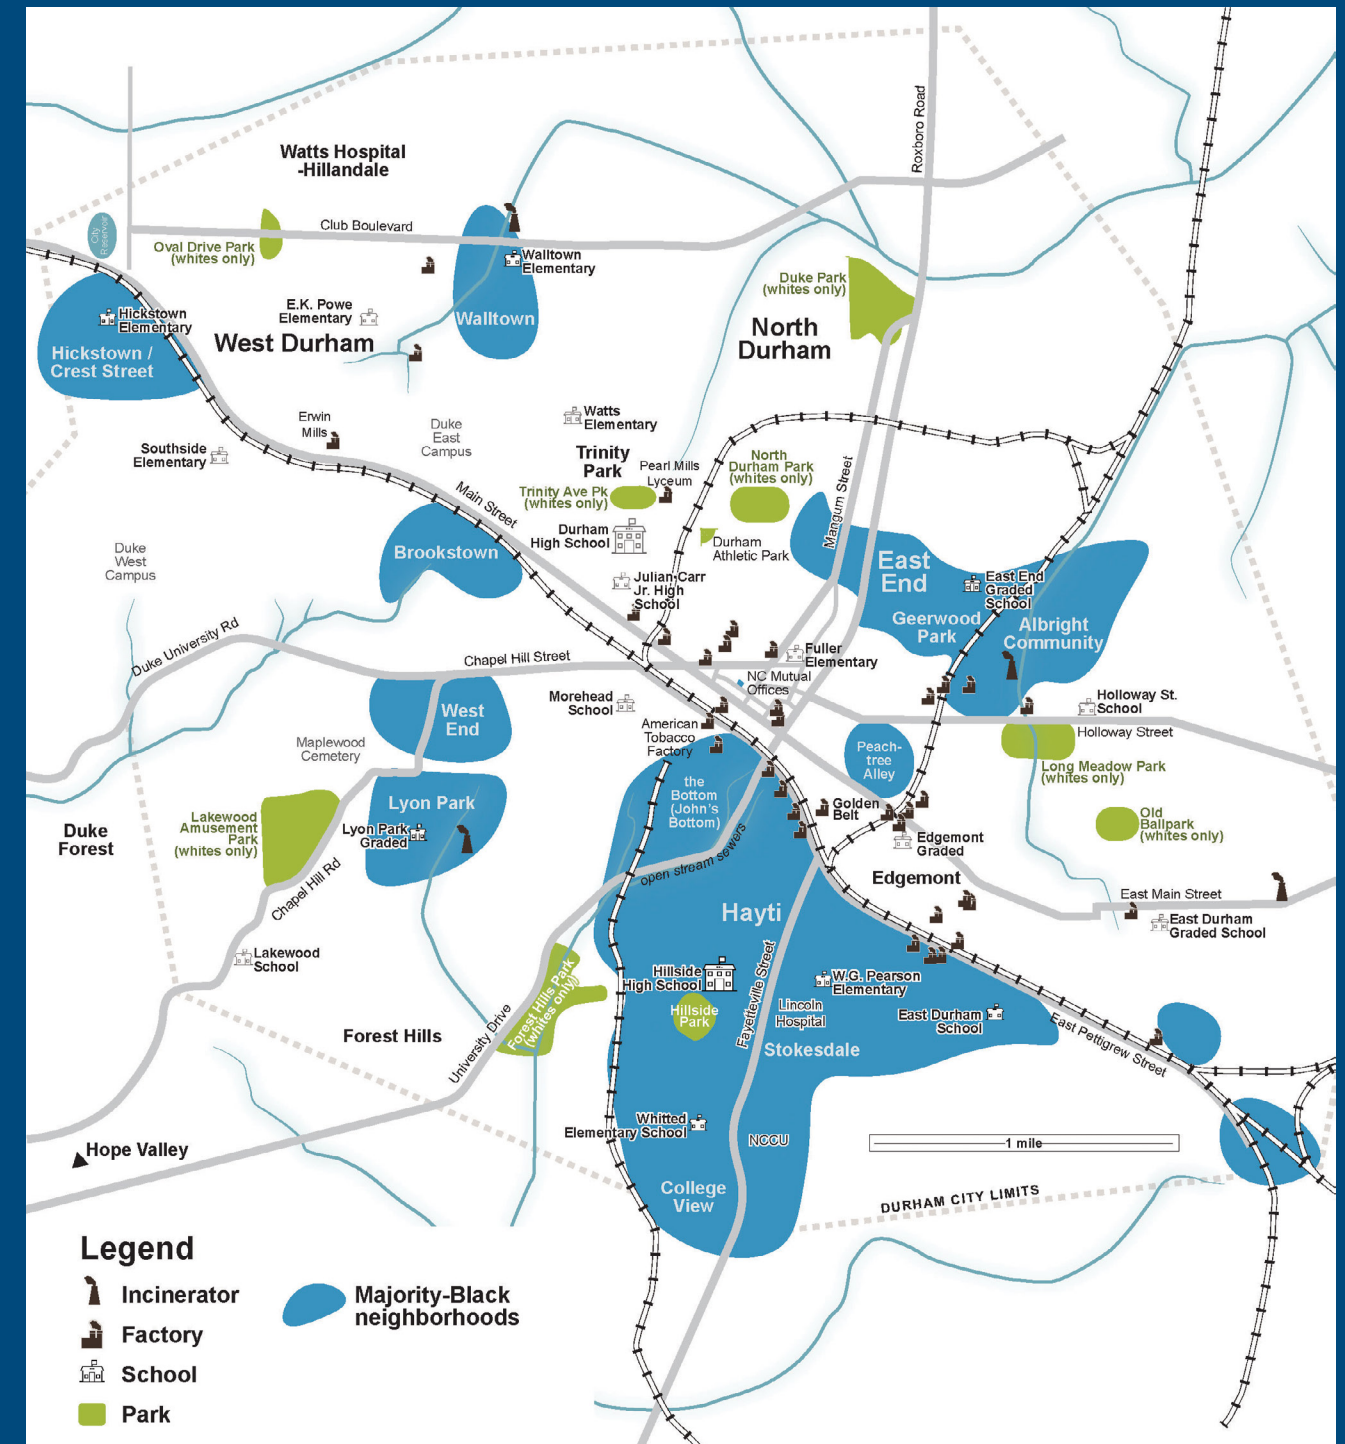 Watts Hospital
-Hillandale
Roxboro Road
City
Reservoir
Club Boulevard
Oval Drive Park
(whites only)
Walltown
Elementary
Duke Park
(whites only)
Hickstown
Elementary
E.K. Powe
Elementary
Walltown
West Durham
North
Durham
Hickstown /
Crest Street
Erwin
Mills
Duke
East
Campus
Watts
Elementary
Southside
Elementary
Trinity
Park
Pearl Mills
Lyceum
North
Durham Park
(whites only)
Mangum Street
Main Street
Trinity Ave Pk
(whites only)
Durham
High School
Durham
Athletic Park
Brookstown
Duke
West
Campus
East
End
East End
Graded
School
Julian Carr
Jr. High
School
Geerwood
Park
Albright
Community
Duke University Rd
Chapel Hill Street
Fuller
Elementary
NC Mutual
Offices
Morehead
School
Holloway St.
School
West
End
American
Tobacco
Factory
Holloway Street
Maplewood
Cemetery
Peach-
tree
Alley
Long Meadow Park
(whites only)
the
Bottom
(John's
Bottom)
Lyon Park
Lakewood
Amusement
Park
(whites only)
Lyon Park
Graded
Golden
Belt
Old
Ballpark
(whites only)
Duke
Forest
open stream sewers
Edgemont
Graded
Chapel Hill Rd
Edgemont
East Main Street
Hayti
East Durham
Graded School
Lakewood
School
Fayetteville Street
Hillside
High School
W.G. Pearson
Elementary
Forest Hills Park
(whites only)
Hillside
Park
Lincoln
Hospital
East Durham
School
Forest Hills
University Drive
Stokesdale
East Pettigrew Street
Whitted
Elementary School
NCCU
1 mile
Hope Valley
College
View
DURHAM CITY LIMITS
Legend
Incinerator
Factory
School
Park
Majority-Black
neighborhoods